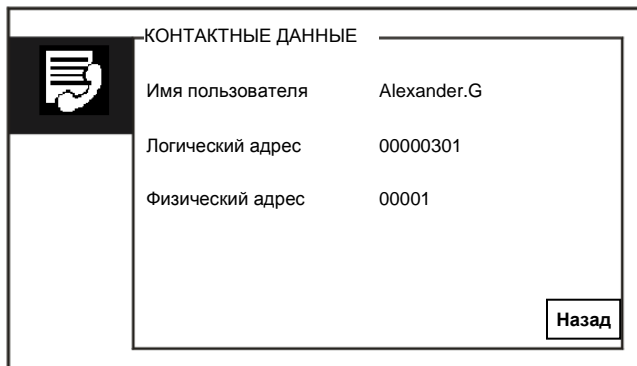 КОНТАКТНЫЕ ДАННЫЕ
Имя пользователя Alexander.G
Логический адрес 00000301
Физический адрес 00001
Назад